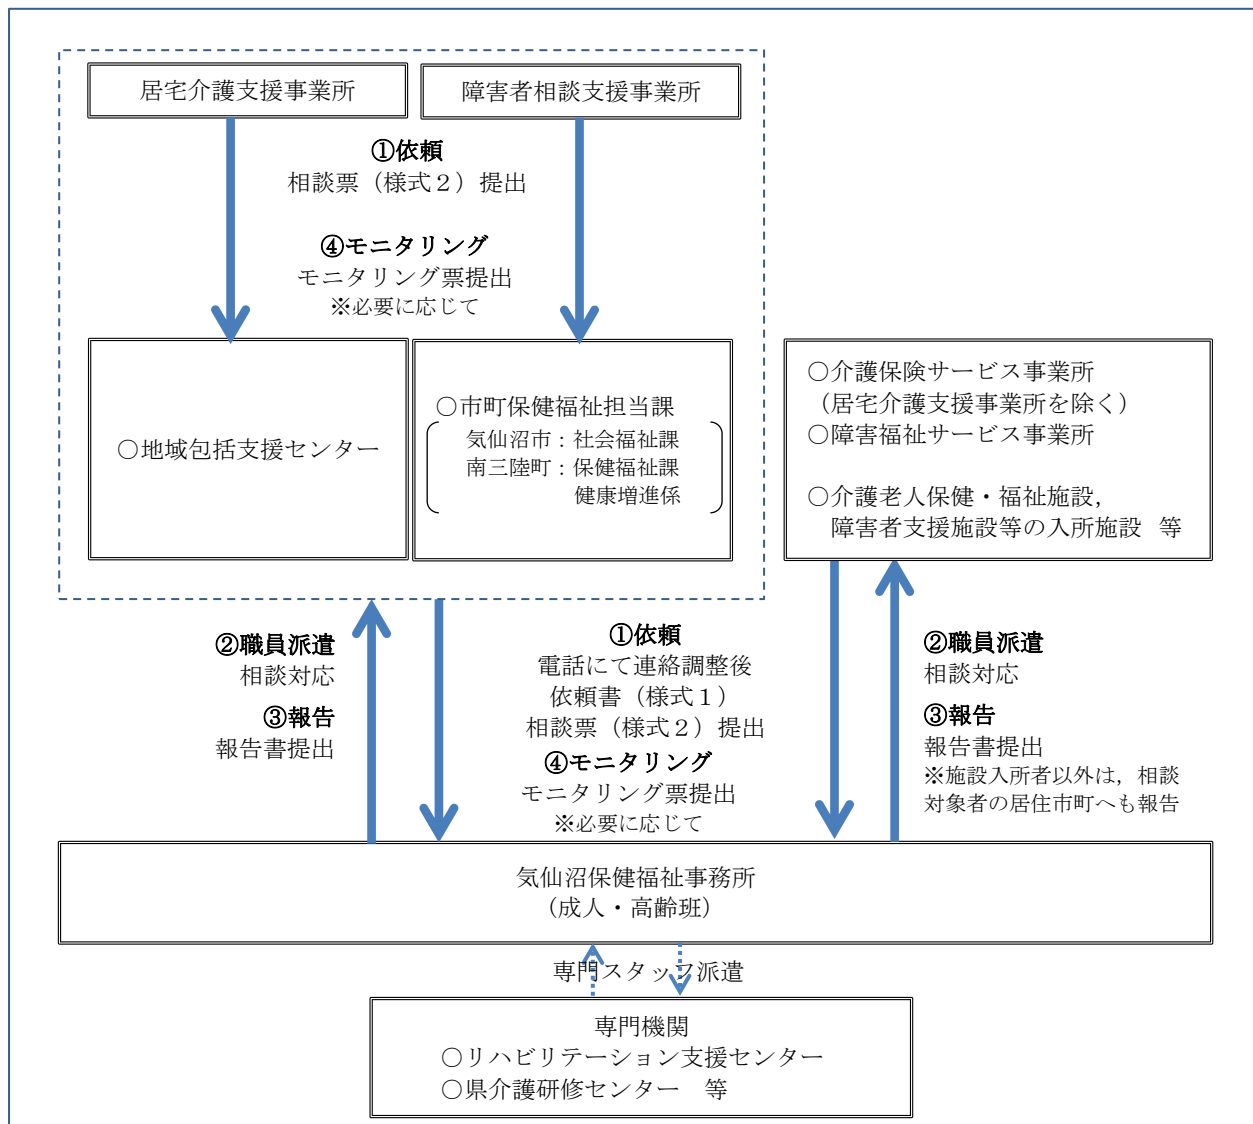 居宅介護支援事業所
障害者相談支援事業所
①依頼
相談票（様式２）提出
④モニタリング
モニタリング票提出
※必要に応じて
○地域包括支援センター
○市町保健福祉担当課
気仙沼市：社会福祉課
南三陸町：保健福祉課
健康増進係
○介護保険サービス事業所
（居宅介護支援事業所を除く）
○障害福祉サービス事業所
○介護老人保健・福祉施設，
障害者支援施設等の入所施設　等
②職員派遣
相談対応
③報告
報告書提出
①依頼
電話にて連絡調整後
依頼書（様式１）
相談票（様式２）提出
④モニタリング
モニタリング票提出
※必要に応じて
②職員派遣
相談対応
③報告
報告書提出
※施設入所者以外は，相談
対象者の居住市町へも報告
気仙沼保健福祉事務所
（成人・高齢班）
専門スタッフ派遣
専門機関
○リハビリテーション支援センター
○県介護研修センター　等